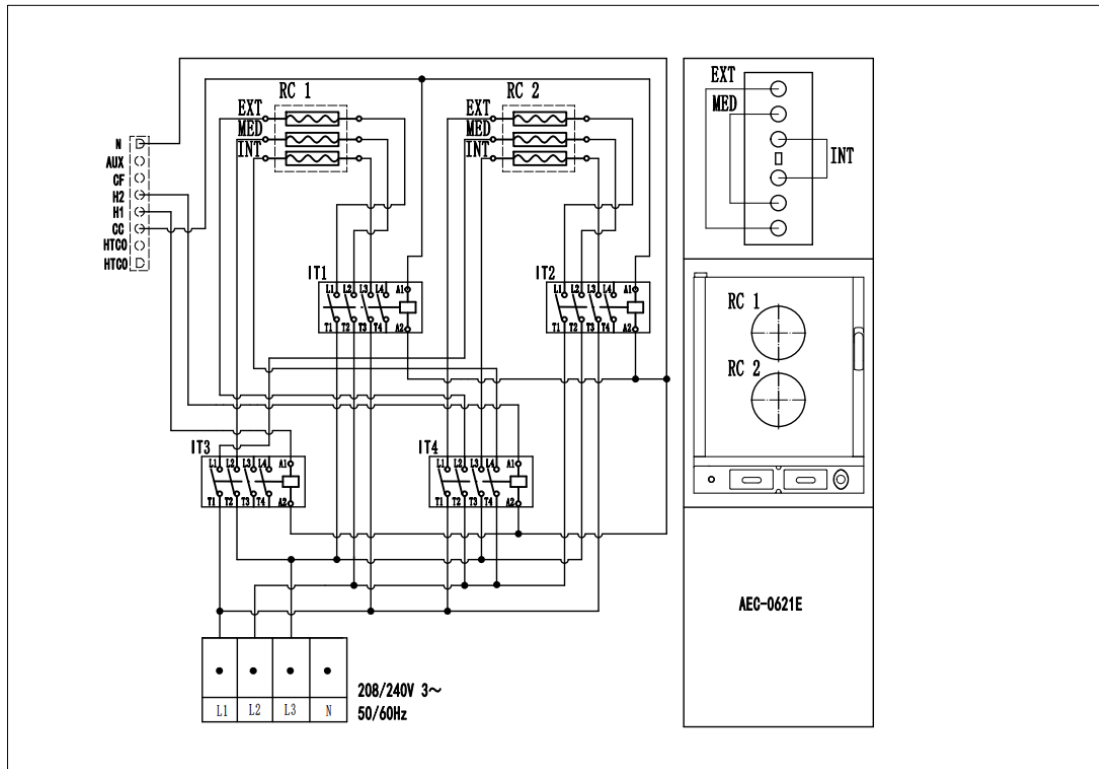 EXT
MED
INT
RC 1
EXT
MED
INT
RC 2
EXT
MED
INT
N
AUX
CF
H2
H1
CC
HTCO
HTCO
IT1
L1 L2 L3 L4 A1
T1 T2 T3 T4 A2
IT2
L1 L2 L3 L4 A1
T1 T2 T3 T4 A2
RC 1
RC 2
IT3
L1 L2 L3 L4 A1
T1 T2 T3 T4 A2
IT4
L1 L2 L3 L4 A1
T1 T2 T3 T4 A2
AEC-0621E
L1 L2 L3 N
208/240V 3~
50/60Hz